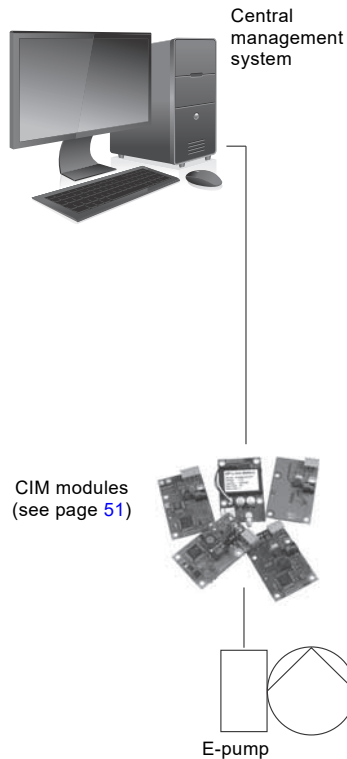 Central
management
system
CIM modules
(see page 51)
E-pump